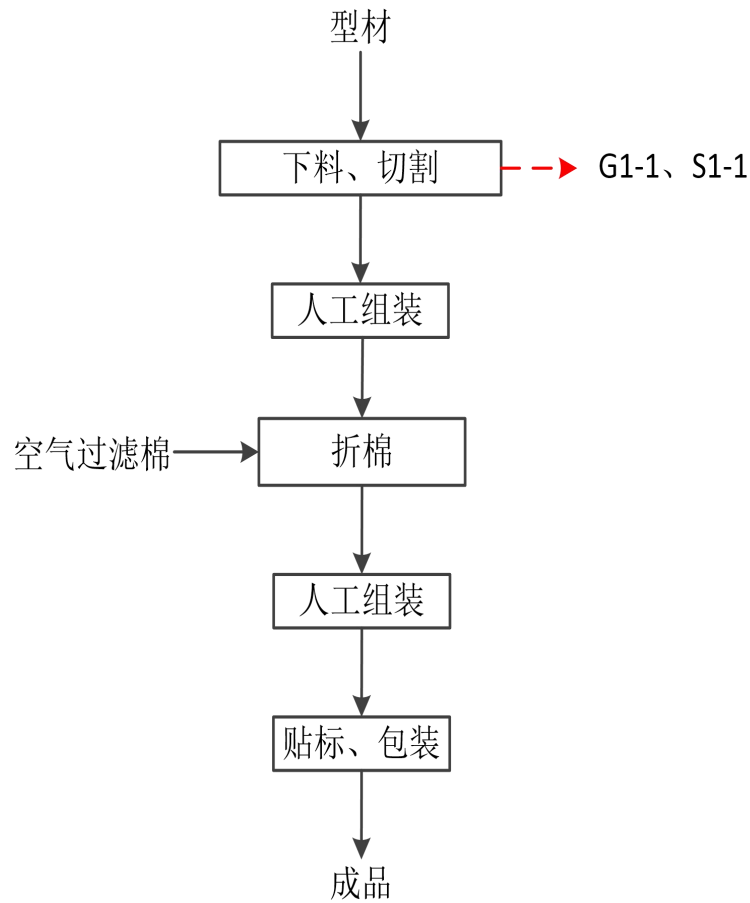 型材
下料、切割
G1-1、S1-1
人工组装
空气过滤棉
折棉
人工组装
贴标、包装
成品